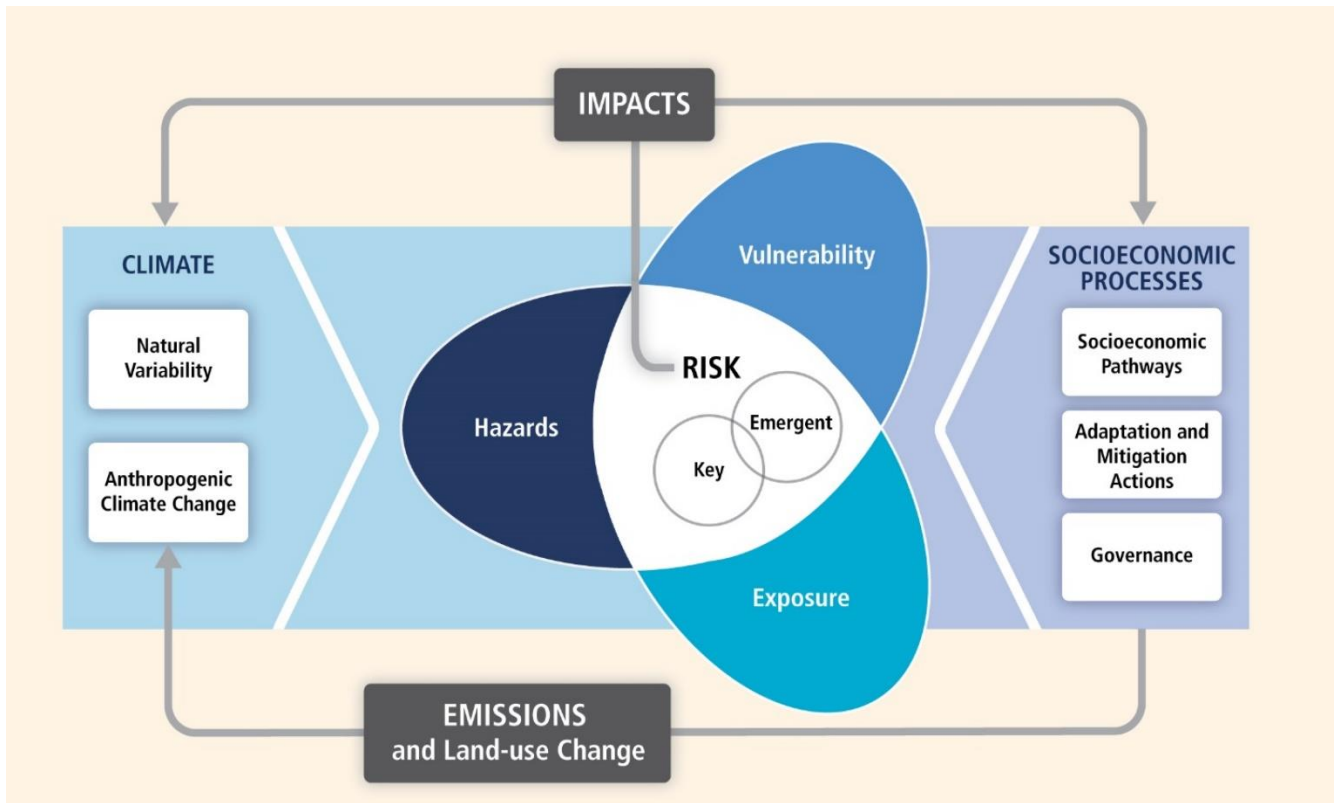 IMPACTS
CLIMATE
Natural
Variability
Anthropogenic
Climate Change
Hazards
Vulnerability
RISK
Emergent
Key
Exposure
SOCIOECONOMIC
PROCESSES
Socioeconomic
Pathways
Adaptation and
Mitigation
Actions
Governance
EMISSIONS
and Land-use Change